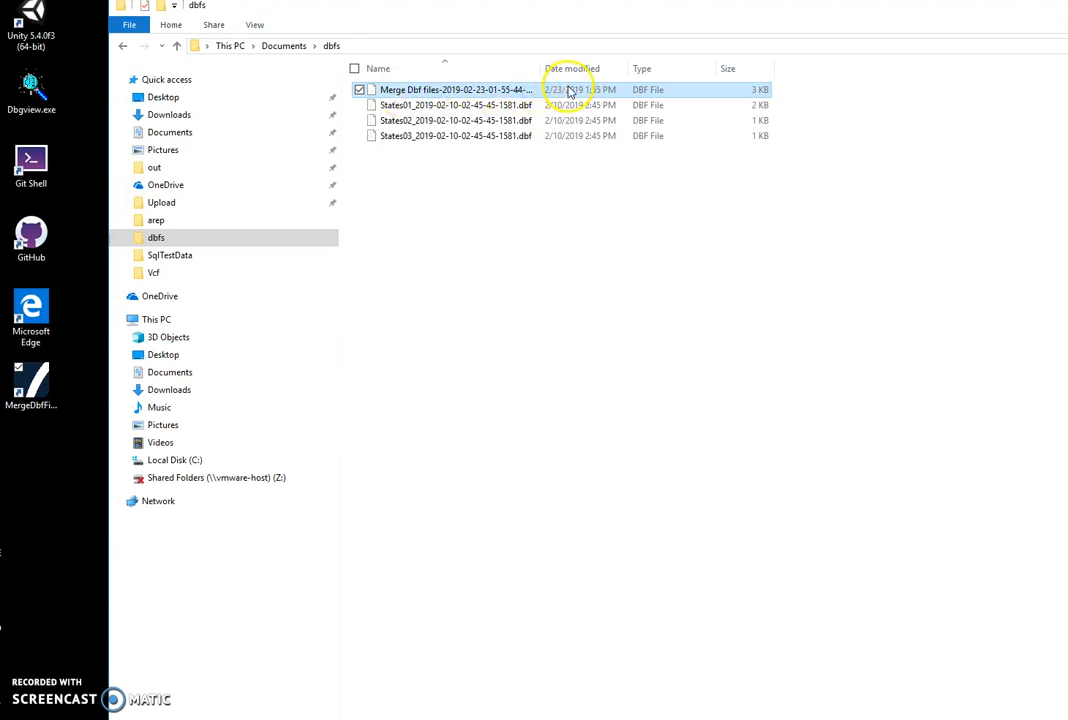 dbfs
File Home Share View
This PC Documents dbfs
Name Date modified Type Size
Merge Dbf files-2019-02-23-01-55-44-... 2/23/2019 1:55 PM DBF File 3 KB
States01_2019-02-10-02-45-45-1581.dbf 2/10/2019 2:45 PM DBF File 2 KB
States02_2019-02-10-02-45-45-1581.dbf 2/10/2019 2:45 PM DBF File 1 KB
States03_2019-02-10-02-45-45-1581.dbf 2/10/2019 2:45 PM DBF File 1 KB
Quick access
Desktop
Downloads
Documents
Pictures
out
OneDrive
Upload
arep
dbfs
SqlTestData
Vcf
OneDrive
This PC
3D Objects
Desktop
Documents
Downloads
Music
Pictures
Videos
Local Disk (C:)
Shared Folders (\\vmware-host) (Z:)
Network
Unity 5.4.0f3
(64-bit)
Dbgview.exe
Git Shell
GitHub
Microsoft
Edge
MergeDbfFi...
RECORDED WITH
SCREENCAST MATIC